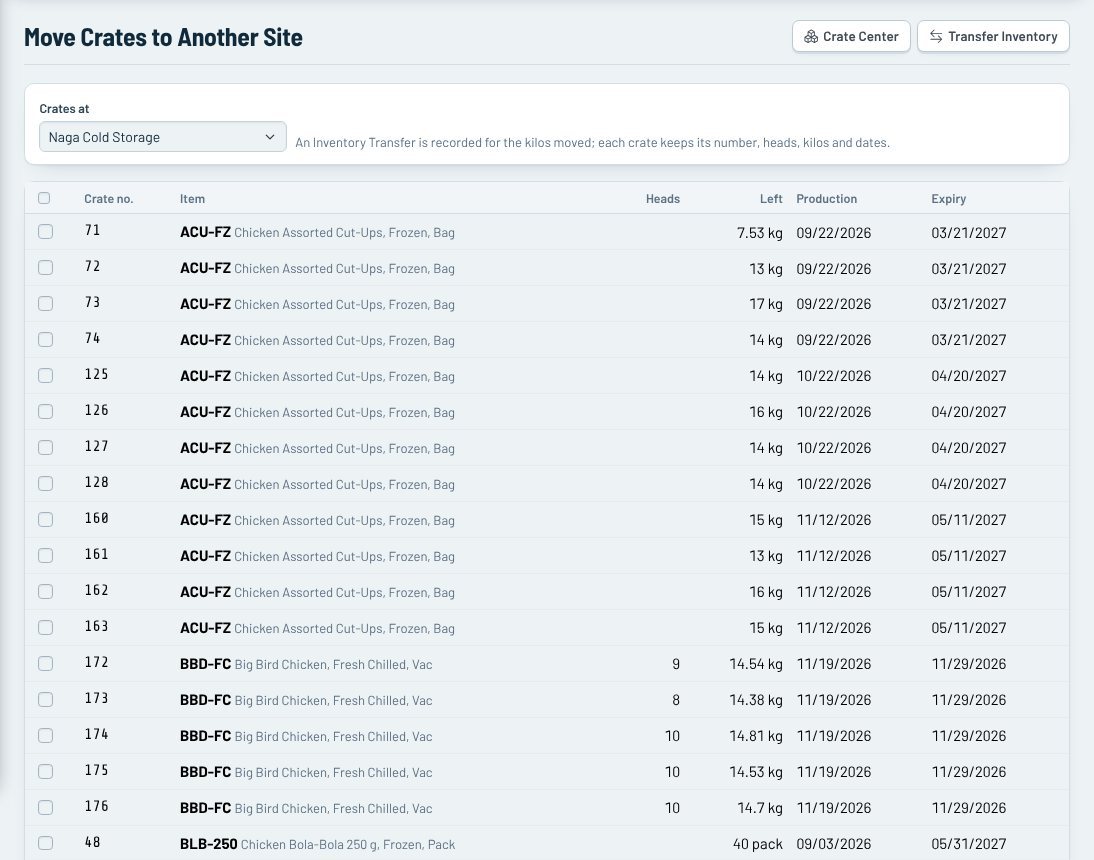 Move Crates to Another Site
Crate Center
Transfer Inventory
Crates at
Naga Cold Storage
An Inventory Transfer is recorded for the kilos moved; each crate keeps its number, heads, kilos and dates.
Crate no. Item Heads Left Production Expiry
71 ACU-FZ Chicken Assorted Cut-Ups, Frozen, Bag 7.53 kg 09/22/2026 03/21/2027
72 ACU-FZ Chicken Assorted Cut-Ups, Frozen, Bag 13 kg 09/22/2026 03/21/2027
73 ACU-FZ Chicken Assorted Cut-Ups, Frozen, Bag 17 kg 09/22/2026 03/21/2027
74 ACU-FZ Chicken Assorted Cut-Ups, Frozen, Bag 14 kg 09/22/2026 03/21/2027
125 ACU-FZ Chicken Assorted Cut-Ups, Frozen, Bag 14 kg 10/22/2026 04/20/2027
126 ACU-FZ Chicken Assorted Cut-Ups, Frozen, Bag 16 kg 10/22/2026 04/20/2027
127 ACU-FZ Chicken Assorted Cut-Ups, Frozen, Bag 14 kg 10/22/2026 04/20/2027
128 ACU-FZ Chicken Assorted Cut-Ups, Frozen, Bag 14 kg 10/22/2026 04/20/2027
160 ACU-FZ Chicken Assorted Cut-Ups, Frozen, Bag 15 kg 11/12/2026 05/11/2027
161 ACU-FZ Chicken Assorted Cut-Ups, Frozen, Bag 13 kg 11/12/2026 05/11/2027
162 ACU-FZ Chicken Assorted Cut-Ups, Frozen, Bag 16 kg 11/12/2026 05/11/2027
163 ACU-FZ Chicken Assorted Cut-Ups, Frozen, Bag 15 kg 11/12/2026 05/11/2027
172 BBD-FC Big Bird Chicken, Fresh Chilled, Vac 9 14.54 kg 11/19/2026 11/29/2026
173 BBD-FC Big Bird Chicken, Fresh Chilled, Vac 8 14.38 kg 11/19/2026 11/29/2026
174 BBD-FC Big Bird Chicken, Fresh Chilled, Vac 10 14.81 kg 11/19/2026 11/29/2026
175 BBD-FC Big Bird Chicken, Fresh Chilled, Vac 10 14.53 kg 11/19/2026 11/29/2026
176 BBD-FC Big Bird Chicken, Fresh Chilled, Vac 10 14.7 kg 11/19/2026 11/29/2026
48 BLB-250 Chicken Bola-Bola 250 g, Frozen, Pack 40 pack 09/03/2026 05/31/2027